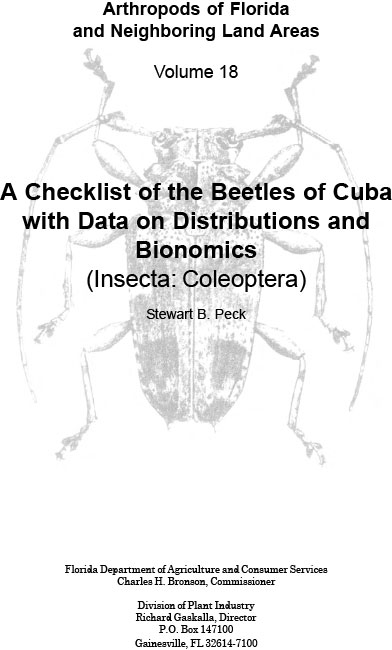 Arthropods of Florida
and Neighboring Land Areas
Volume 18
A Checklist of the Beetles of Cuba
with Data on Distributions and
Bionomics
(Insecta: Coleoptera)
Stewart B. Peck
Florida Department of Agriculture and Consumer Services
Charles H. Bronson, Commissioner
Division of Plant Industry
Richard Gaskalla, Director
P.O. Box 147100
Gainesville, FL 32614-7100